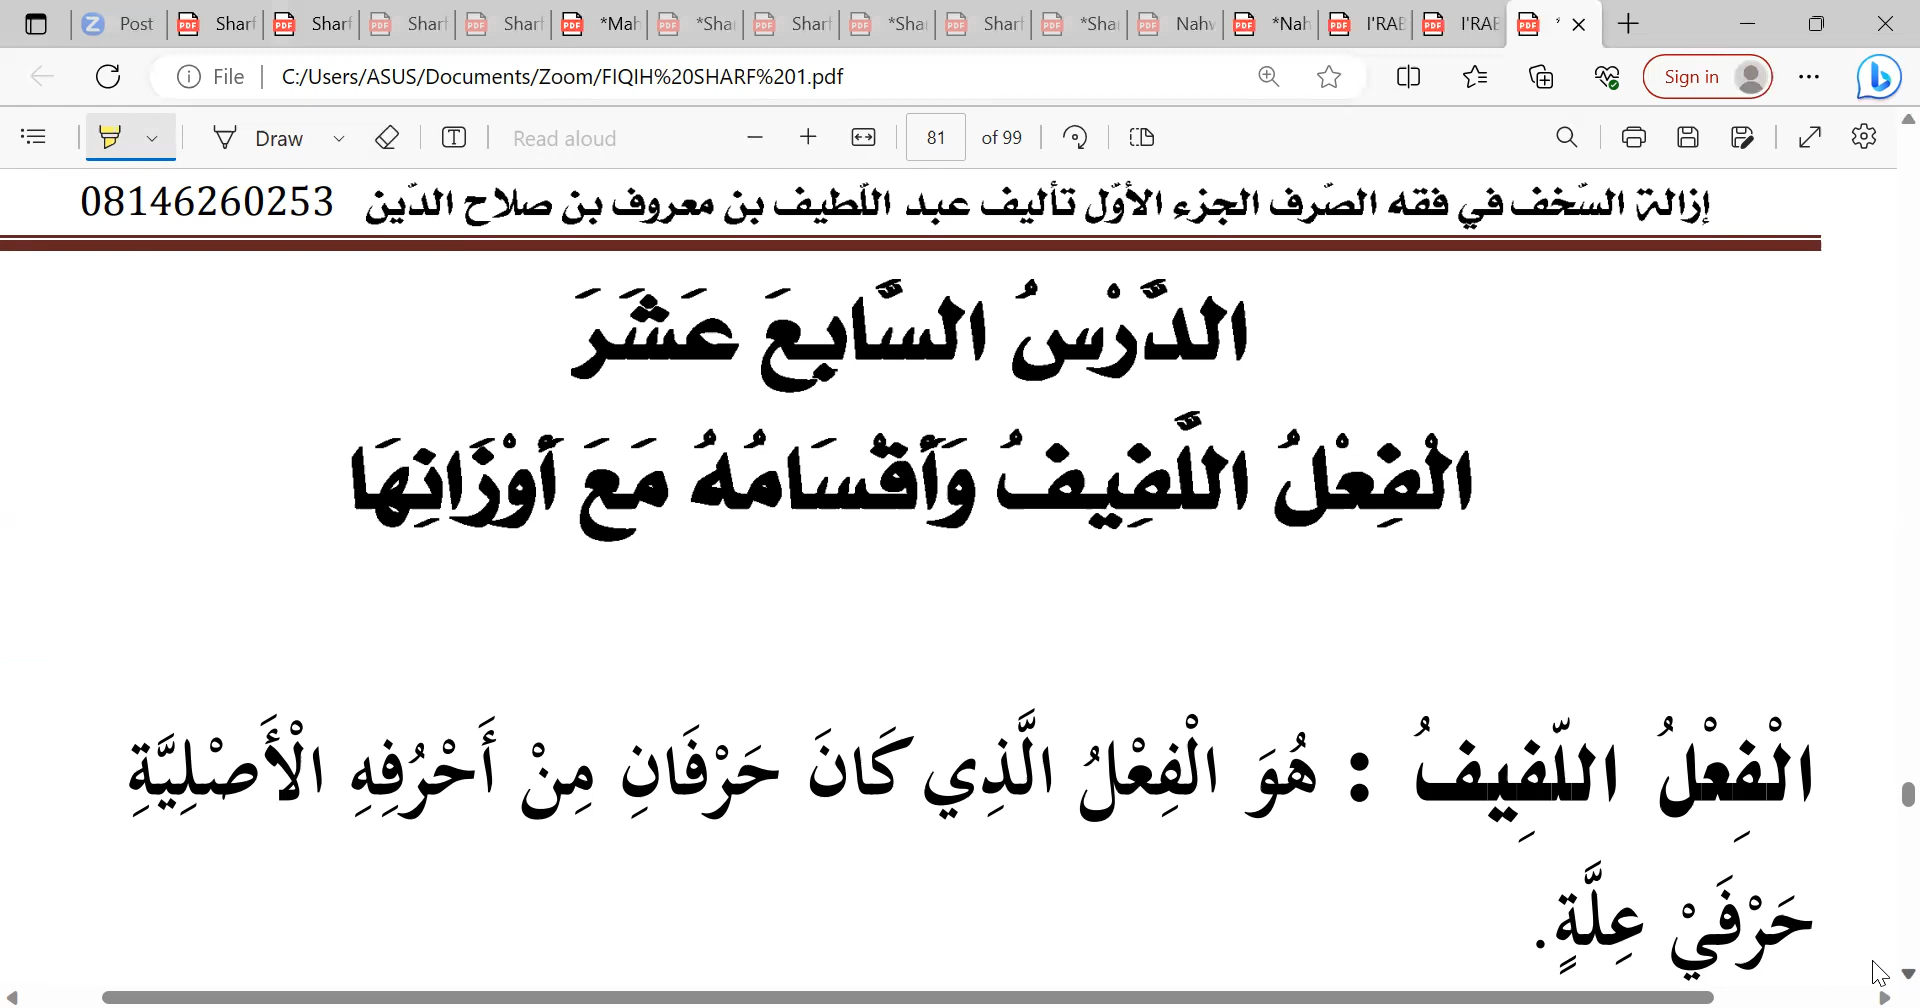 Post Sharf Sharf Sharf Sharf *Mah *Sha Sharf *Sha Sharf *Sha Nahw *Nah I'RAB I'RAB
File C:/Users/ASUS/Documents/Zoom/FIQIH%20SHARF%201.pdf Sign in
Draw Read aloud 81 of 99
إزالة السّخف في فقه الصّرف الجزء الأوّل تأليف عبد اللّطيف بن معروف بن صلاح الدّين 08146260253
الدَّرْسُ السَّابِعَ عَشَرَ
الْفِعْلُ اللَّفِيفُ وَأَقْسَامُهُ مَعَ أَوْزَانِهَا
الْفِعْلُ اللّفِيفُ : هُوَ الْفِعْلُ الَّذِي كَانَ حَرْفَانِ مِنْ أَحْرُفِهِ الْأَصْلِيَّةِ
حَرْفَيْ عِلَّةٍ.